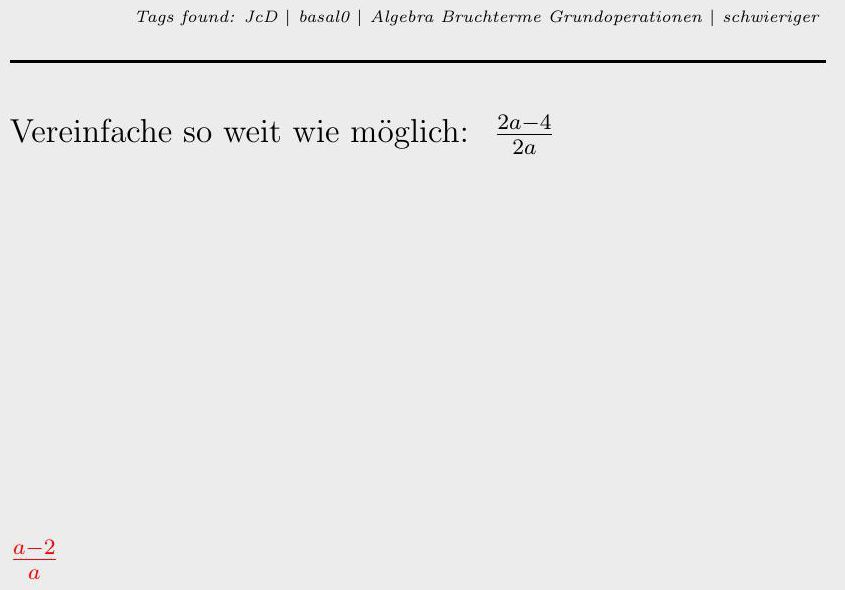 Tags found: JcD | basal0 | Algebra Bruchterme Grundoperationen | schwieriger
Vereinfache so weit wie möglich: \frac{2a-4}{2a}
\frac{a-2}{a}